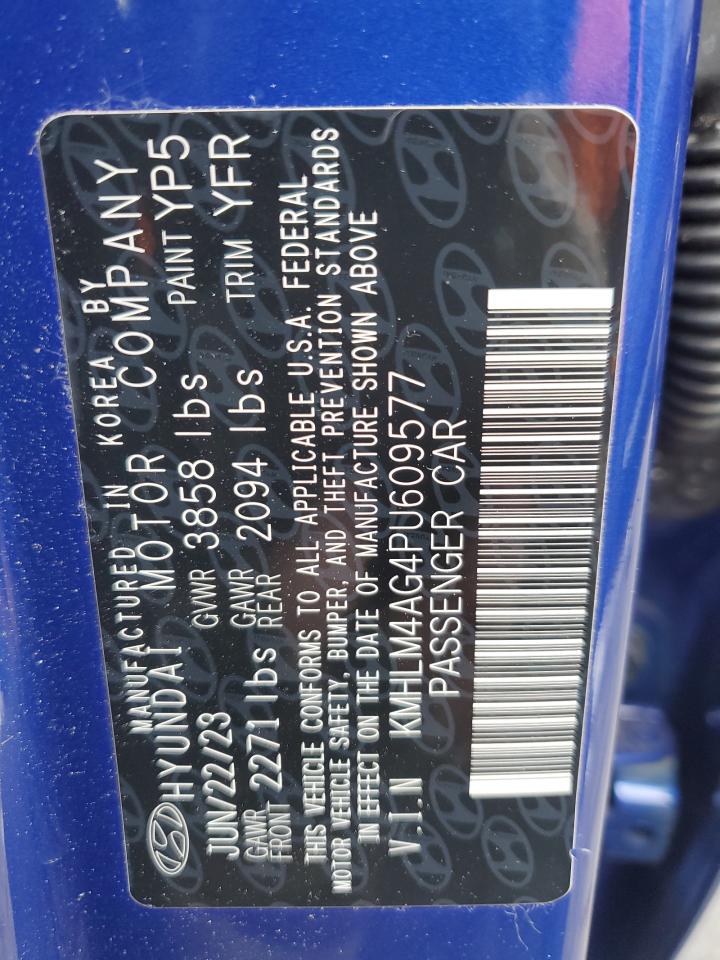 MANUFACTURED IN KOREA BY
HYUNDAI MOTOR COMPANY
JUN/22/23 GVWR 3858 lbs PAINT YP5
GAWR FRONT 2271 lbs GAWR REAR 2094 lbs TRIM YFR
THIS VEHICLE CONFORMS TO ALL APPLICABLE U.S.A. FEDERAL
MOTOR VEHICLE SAFETY, BUMPER, AND THEFT PREVENTION STANDARDS
IN EFFECT ON THE DATE OF MANUFACTURE SHOWN ABOVE
V.I.N KMHLM4AG4PU609577
PASSENGER CAR